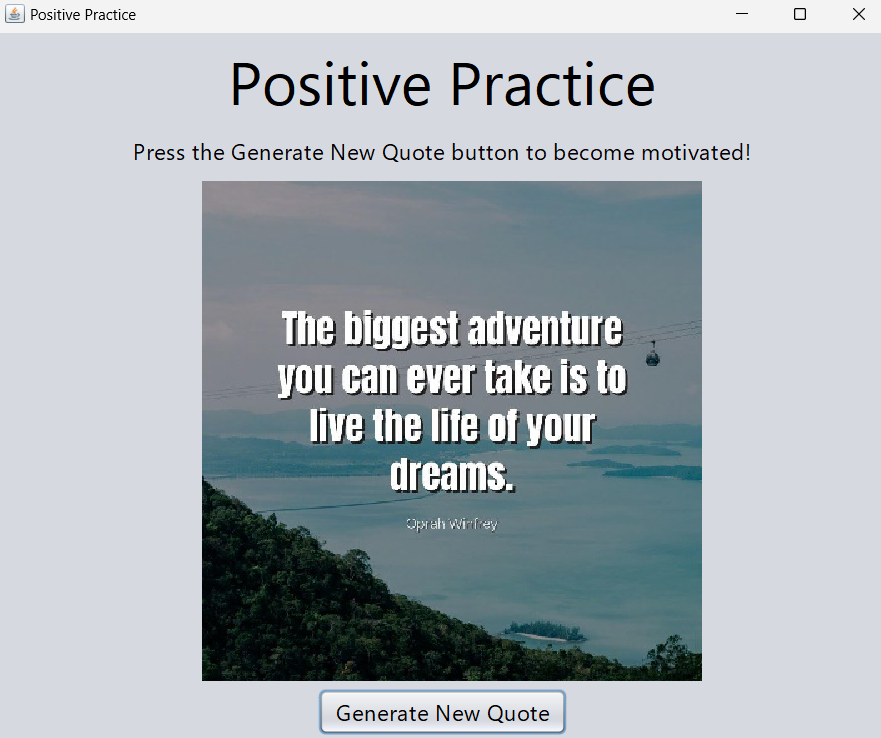 Positive Practice
Positive Practice
Press the Generate New Quote button to become motivated!
The biggest adventure
you can ever take is to
live the life of your
dreams.
Oprah Winfrey
Generate New Quote